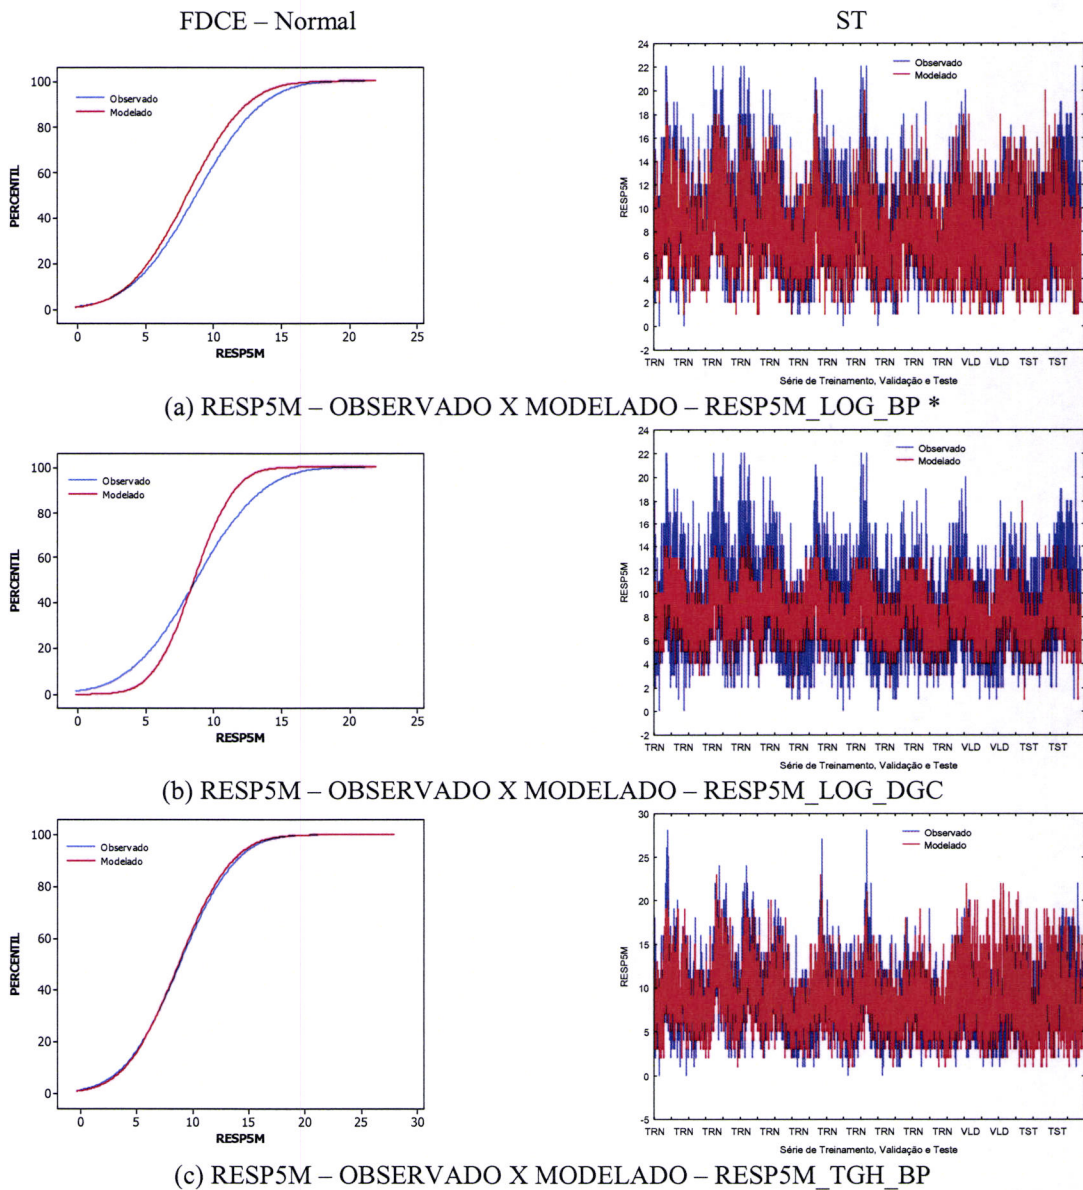 FDCE – Normal
ST
100
80
60
40
20
0
PERCENTIL
Observado
Modelado
0 5 10 15 20 25
RESP5M
24
22
20
18
16
14
12
10
8
6
4
2
0
-2
RESP5M
Observado
Modelado
TRN TRN TRN TRN TRN TRN TRN TRN TRN VLD VLD TST TST
Série de Treinamento, Validação e Teste
(a) RESP5M – OBSERVADO X MODELADO – RESP5M_LOG_BP *
100
80
60
40
20
0
PERCENTIL
Observado
Modelado
0 5 10 15 20 25
RESP5M
24
22
20
18
16
14
12
10
8
6
4
2
0
-2
RESP5M
Observado
Modelado
TRN TRN TRN TRN TRN TRN TRN TRN TRN VLD VLD TST TST
Série de Treinamento, Validação e Teste
(b) RESP5M – OBSERVADO X MODELADO – RESP5M_LOG_DGC
100
80
60
40
20
0
PERCENTIL
Observado
Modelado
0 5 10 15 20 25 30
RESP5M
30
25
20
15
10
5
0
-5
RESP5M
Observado
Modelado
TRN TRN TRN TRN TRN TRN TRN TRN TRN VLD VLD TST TST
Série de Treinamento, Validação e Teste
(c) RESP5M – OBSERVADO X MODELADO – RESP5M_TGH_BP